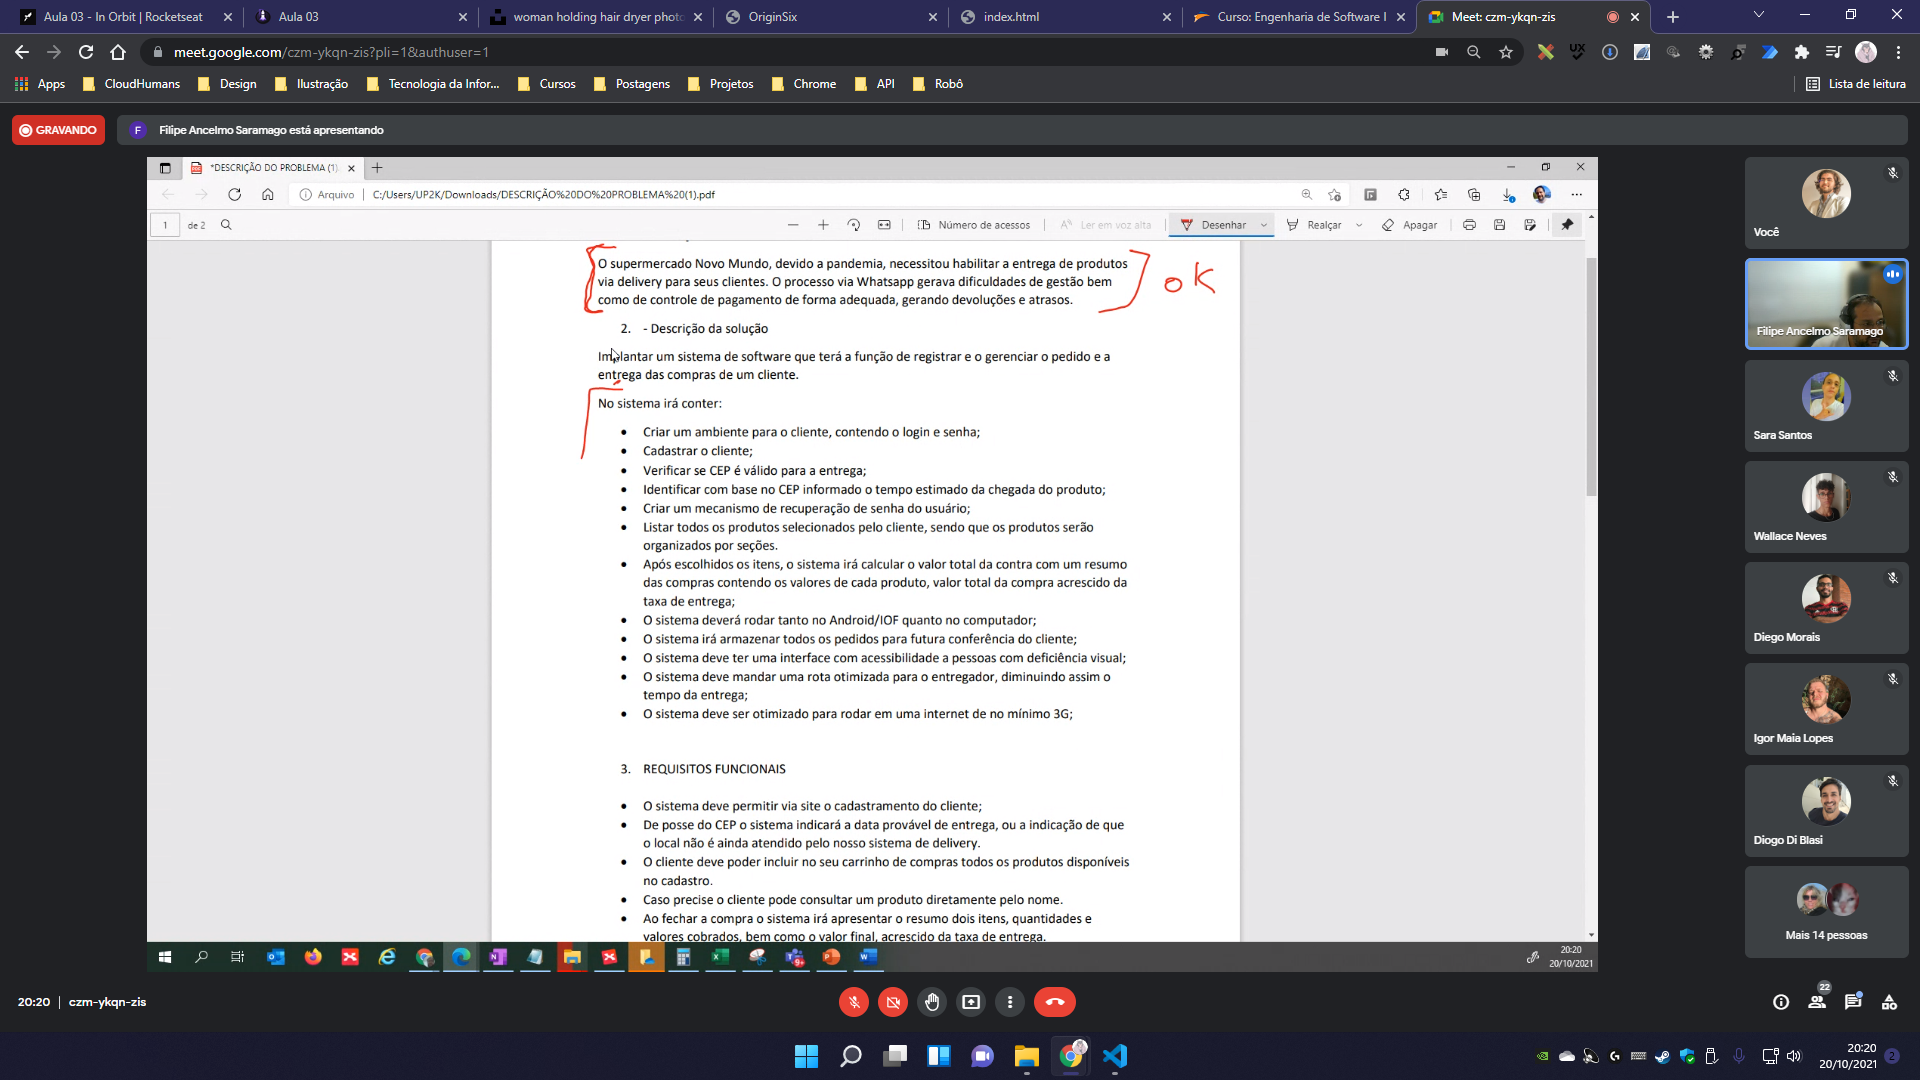 Aula 03 - In Orbit | Rocketseat
Aula 03
woman holding hair dryer photo
OriginSix
index.html
Curso: Engenharia de Software I
Meet: czm-ykqn-zis
meet.google.com/czm-ykqn-zis?pli=1&authuser=1
Apps
CloudHumans
Design
Ilustração
Tecnologia da Infor...
Cursos
Postagens
Projetos
Chrome
API
Robô
Lista de leitura
GRAVANDO
F
Filipe Ancelmo Saramago está apresentando
*DESCRIÇÃO DO PROBLEMA (1).
Arquivo
C:/Users/UP2K/Downloads/DESCRIÇÃO%20DO%20PROBLEMA%20(1).pdf
1
de 2
Número de acessos
Ler em voz alta
Desenhar
Realçar
Apagar
O supermercado Novo Mundo, devido a pandemia, necessitou habilitar a entrega de produtos
via delivery para seus clientes. O processo via Whatsapp gerava dificuldades de gestão bem
como de controle de pagamento de forma adequada, gerando devoluções e atrasos.
oK
2. - Descrição da solução
Implantar um sistema de software que terá a função de registrar e o gerenciar o pedido e a
entrega das compras de um cliente.
No sistema irá conter:
• Criar um ambiente para o cliente, contendo o login e senha;
• Cadastrar o cliente;
• Verificar se CEP é válido para a entrega;
• Identificar com base no CEP informado o tempo estimado da chegada do produto;
• Criar um mecanismo de recuperação de senha do usuário;
• Listar todos os produtos selecionados pelo cliente, sendo que os produtos serão
organizados por seções.
• Após escolhidos os itens, o sistema irá calcular o valor total da contra com um resumo
das compras contendo os valores de cada produto, valor total da compra acrescido da
taxa de entrega;
• O sistema deverá rodar tanto no Android/IOF quanto no computador;
• O sistema irá armazenar todos os pedidos para futura conferência do cliente;
• O sistema deve ter uma interface com acessibilidade a pessoas com deficiência visual;
• O sistema deve mandar uma rota otimizada para o entregador, diminuindo assim o
tempo da entrega;
• O sistema deve ser otimizado para rodar em uma internet de no mínimo 3G;
3. REQUISITOS FUNCIONAIS
• O sistema deve permitir via site o cadastramento do cliente;
• De posse do CEP o sistema indicará a data provável de entrega, ou a indicação de que
o local não é ainda atendido pelo nosso sistema de delivery.
• O cliente deve poder incluir no seu carrinho de compras todos os produtos disponíveis
no cadastro.
• Caso precise o cliente pode consultar um produto diretamente pelo nome.
• Ao fechar a compra o sistema irá apresentar o resumo dois itens, quantidades e
valores cobrados, bem como o valor final, acrescido da taxa de entrega.
20:20
20/10/2021
Você
Filipe Ancelmo Saramago
Sara Santos
Wallace Neves
Diego Morais
Igor Maia Lopes
Diogo Di Blasi
Mais 14 pessoas
20:20 | czm-ykqn-zis
22
20:20
20/10/2021
2